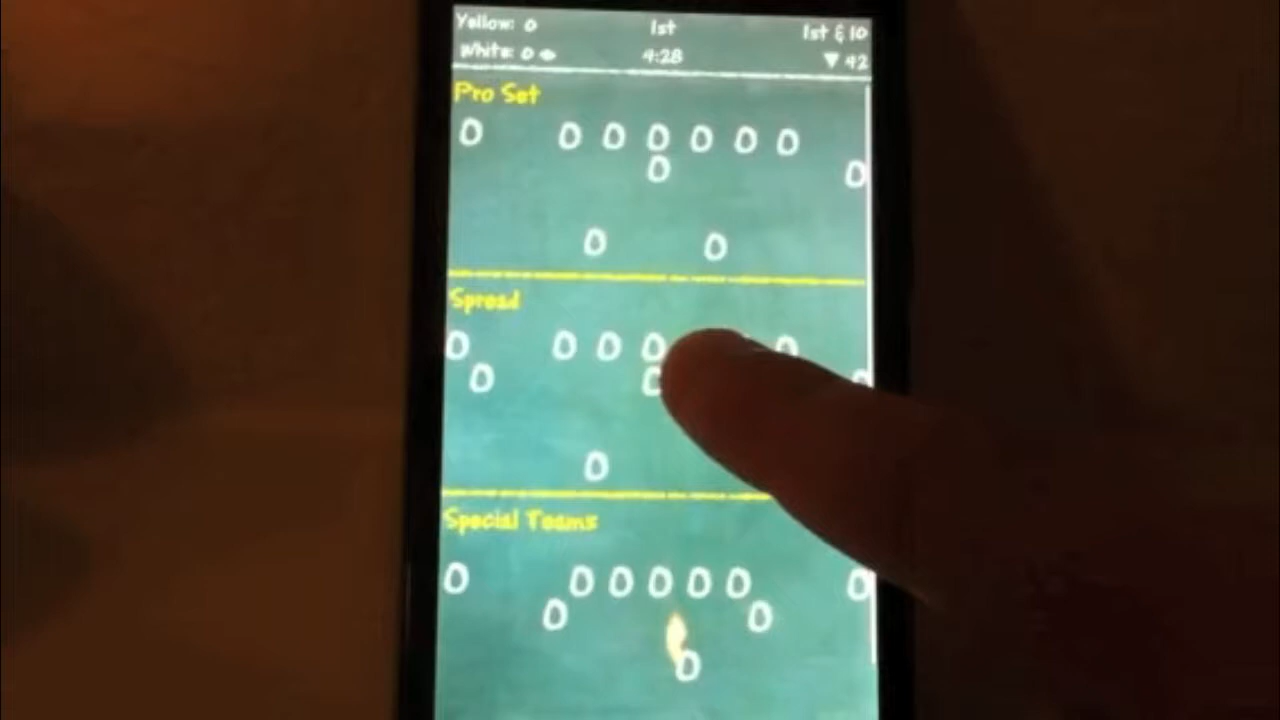 Yellow: 0 1st 1st & 10
White: 0 4:28 ▼ 42
Pro Set
O O O O O O O
O O
O O
Spread
O O O O O
O O
O
Special Teams
O O O O O O O
O O
O